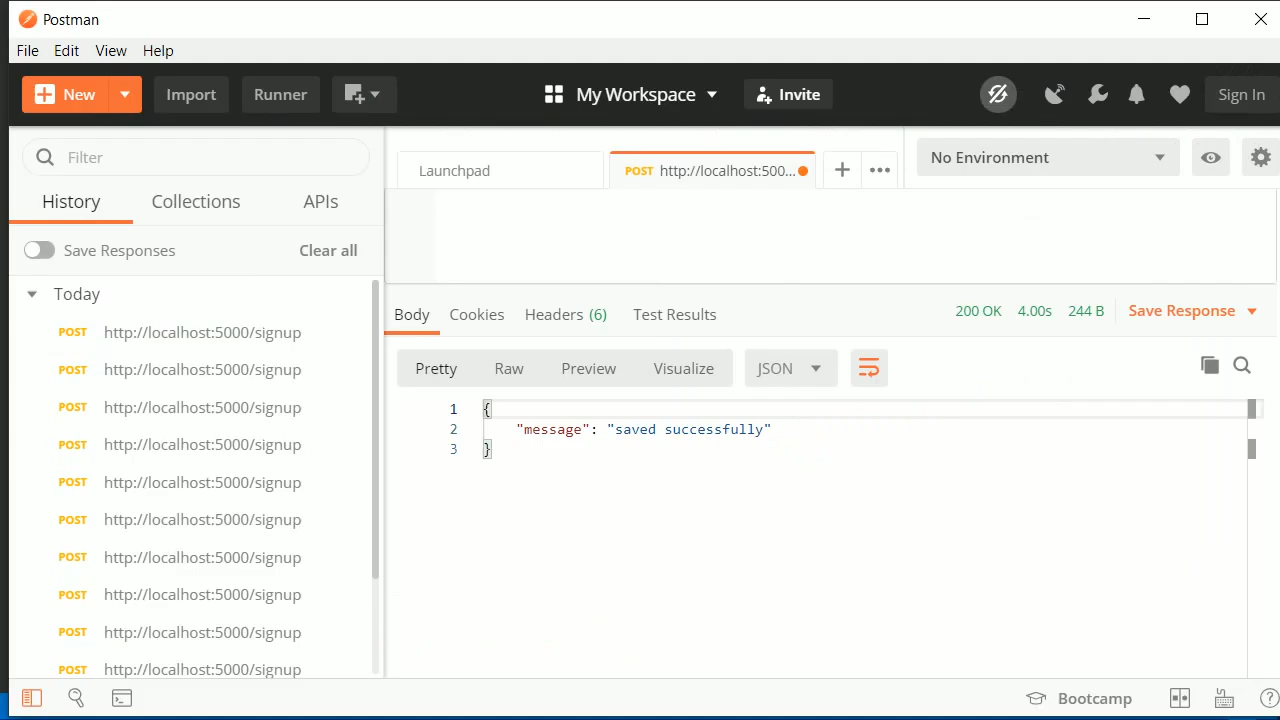 Postman
File Edit View Help
New Import Runner My Workspace Invite Sign In
Filter
History Collections APIs
Save Responses Clear all
Today
POST http://localhost:5000/signup
POST http://localhost:5000/signup
POST http://localhost:5000/signup
POST http://localhost:5000/signup
POST http://localhost:5000/signup
POST http://localhost:5000/signup
POST http://localhost:5000/signup
POST http://localhost:5000/signup
POST http://localhost:5000/signup
POST http://localhost:5000/signup
Launchpad POST http://localhost:500... No Environment
Body Cookies Headers (6) Test Results 200 OK 4.00s 244 B Save Response
Pretty Raw Preview Visualize JSON
1 {
2 "message": "saved successfully"
3 }
Bootcamp